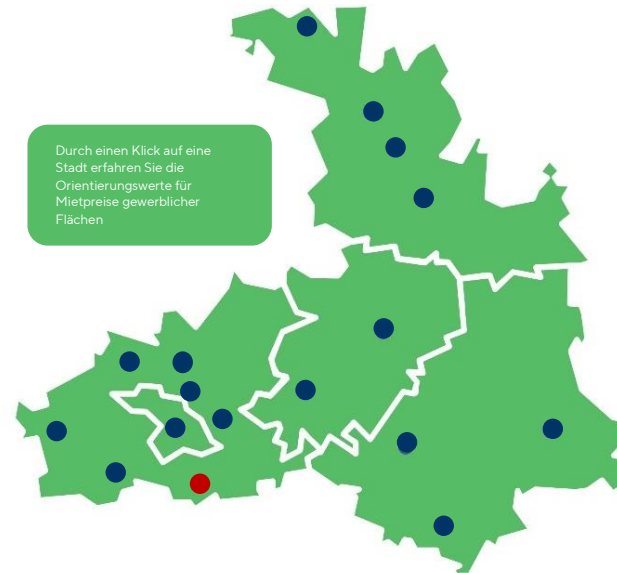 Durch einen Klick auf eine
Stadt erfahren Sie die
Orientierungswerte für
Mietpreise gewerblicher
Flächen